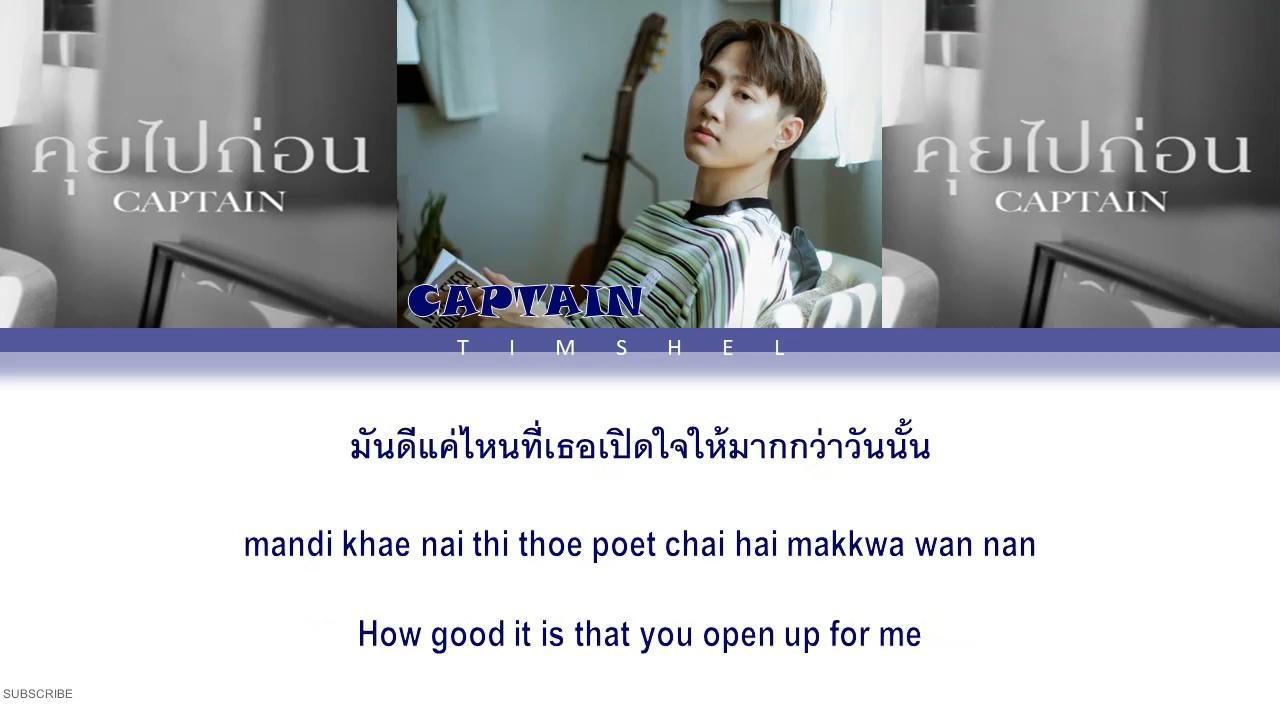 คุยไปก่อน
CAPTAIN
คุยไปก่อน
CAPTAIN
CAPTAIN
TIMSHEL
มันดีแค่ไหนที่เธอเปิดใจให้มากกว่าวันนั้น
mandi khae nai thi thoe poet chai hai makkwa wan nan
How good it is that you open up for me
SUBSCRIBE